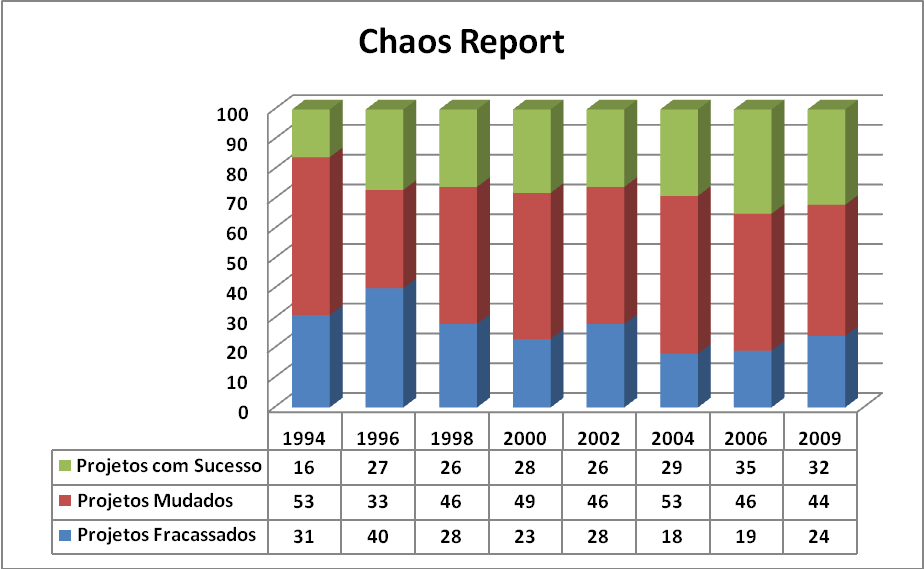 Chaos Report
100
90
80
70
60
50
40
30
20
10
0
1994 1996 1998 2000 2002 2004 2006 2009
Projetos com Sucesso 16 27 26 28 26 29 35 32
Projetos Mudados 53 33 46 49 46 53 46 44
Projetos Fracassados 31 40 28 23 28 18 19 24